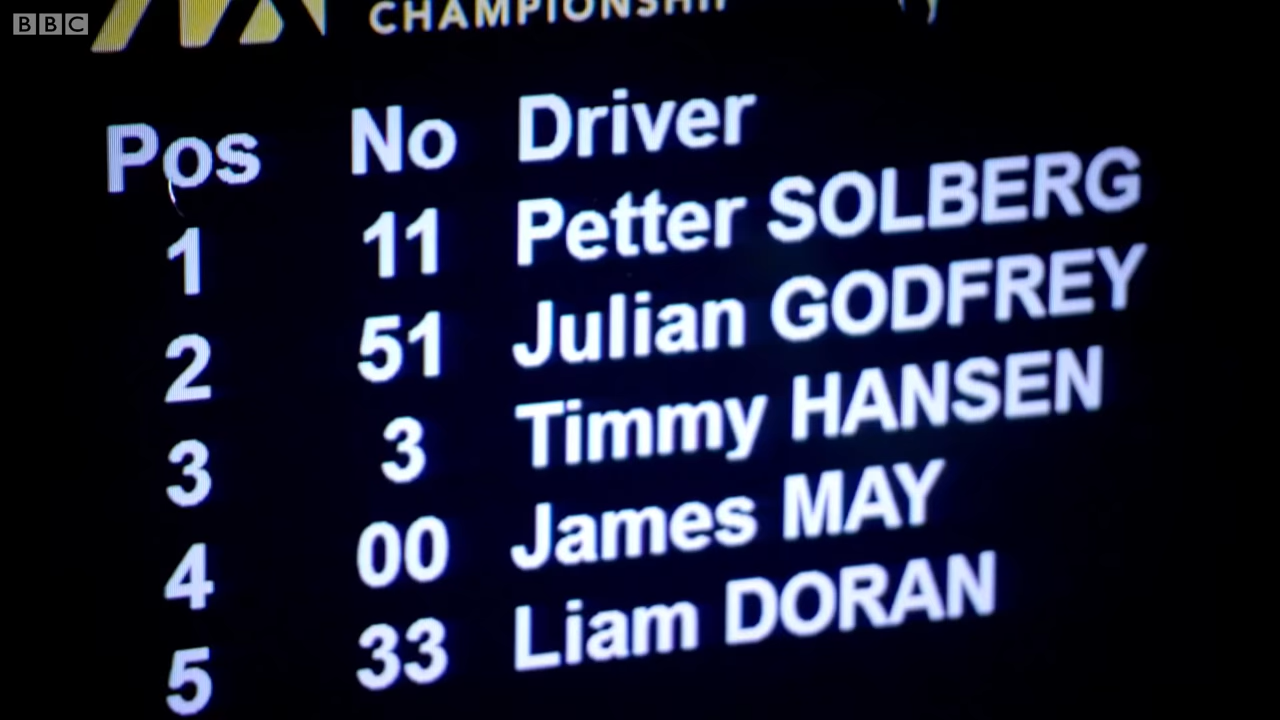 BBC
CHAMPIONSHIP
Pos No Driver
1 11 Petter SOLBERG
2 51 Julian GODFREY
3 3 Timmy HANSEN
4 00 James MAY
5 33 Liam DORAN